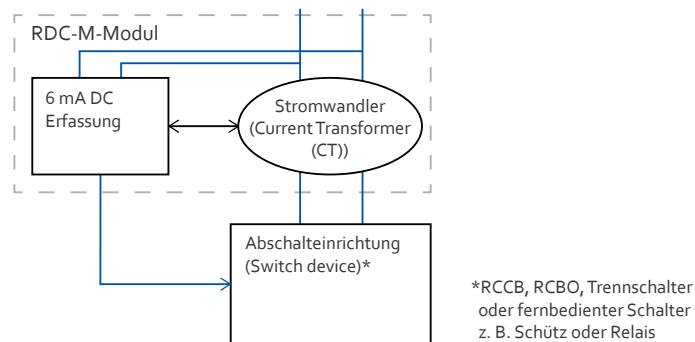 RDC-M-Modul
6 mA DC
Erfassung
Stromwandler
(Current Transformer
(CT))
Abschalteinrichtung
(Switch device)*
*RCCB, RCBO, Trennschalter
oder fernbedienter Schalter
z. B. Schütz oder Relais